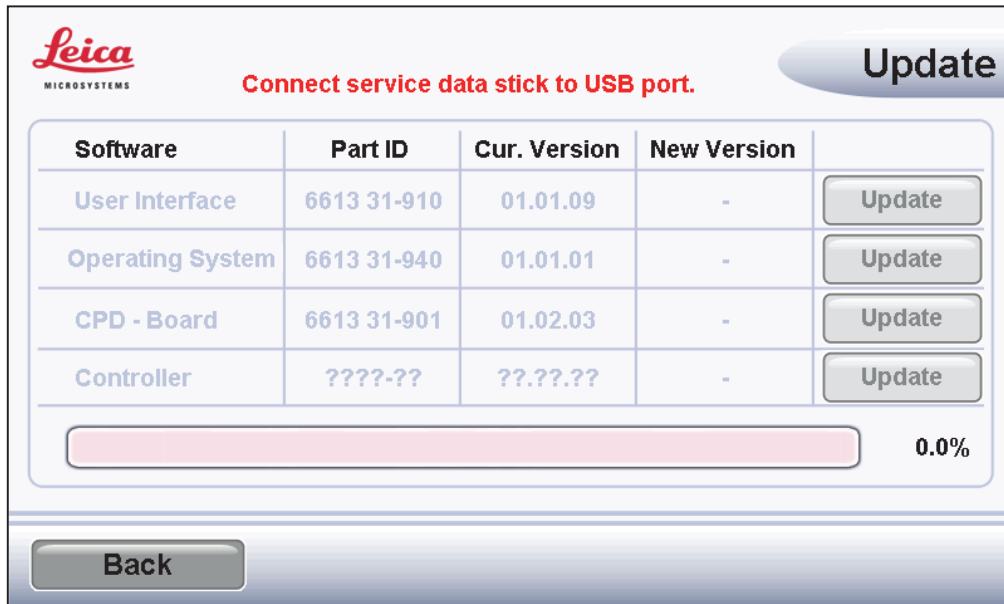 Leica
MICROSYSTEMS
Update
Connect service data stick to USB port.
Software Part ID Cur. Version New Version
User Interface 6613 31-910 01.01.09 - Update
Operating System 6613 31-940 01.01.01 - Update
CPD - Board 6613 31-901 01.02.03 - Update
Controller ????-?? ??.??.?? - Update
0.0%
Back